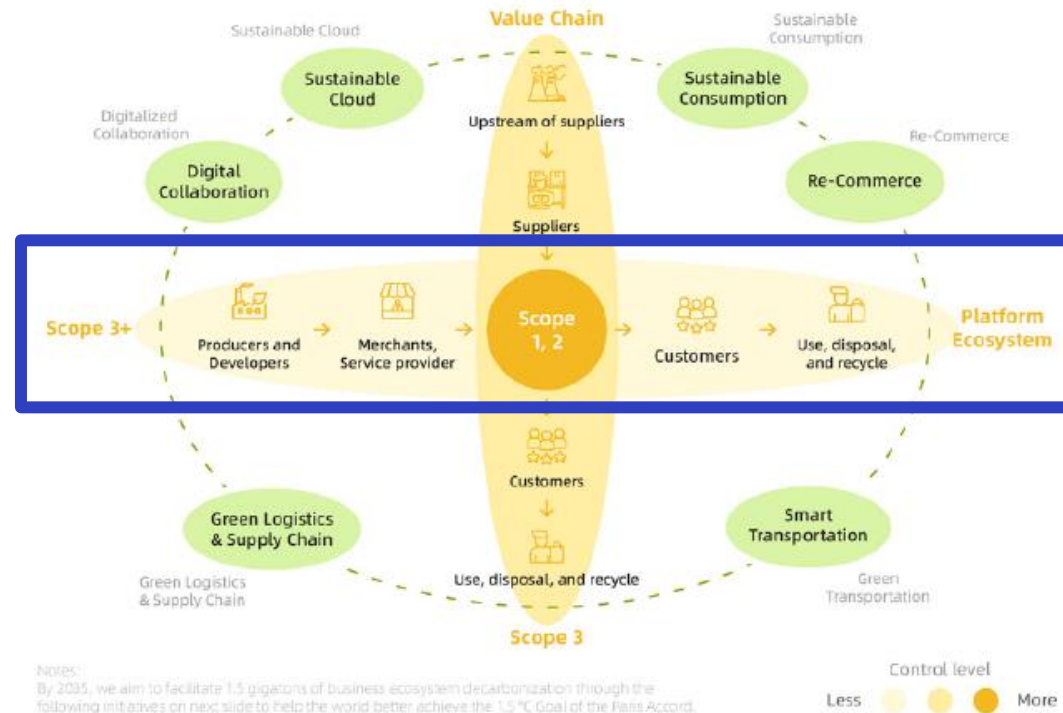 Value Chain
Sustainable Cloud
Sustainable
Consumption
Sustainable
Cloud
Sustainable
Consumption
Upstream of suppliers
Digitalized
Collaboration
Re-Commerce
Digital
Collaboration
Re-Commerce
Suppliers
Scope 3+
Producers and
Developers
Merchants,
Service provider
Scope
1, 2
Customers
Use, disposal,
and recycle
Platform
Ecosystem
Customers
Green Logistics
& Supply Chain
Smart
Transportation
Use, disposal, and recycle
Green Logistics
& Supply Chain
Green
Transportation
Scope 3
Notes:
By 2035, we aim to facilitate 1.5 gigatons of business ecosystem decarbonization through the
following initiatives on next slide to help the world better achieve the 1.5 °C Goal of the Paris Accord.
Control level
Less
More